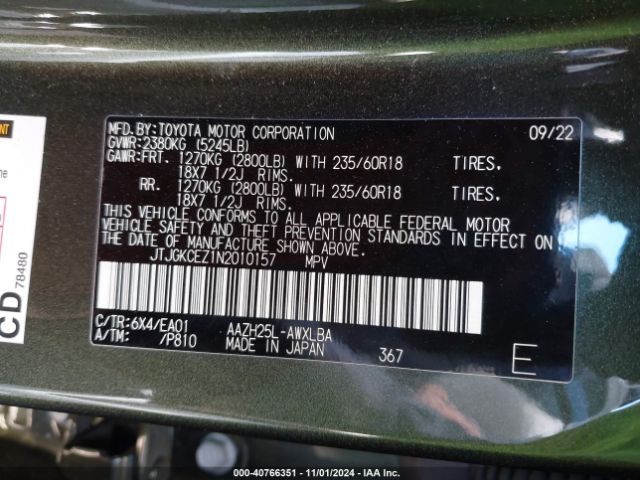 MFD. BY:TOYOTA MOTOR CORPORATION 09/22
GVWR:2380KG (5245LB)
GAWR:FRT. 1270KG (2800LB) WITH 235/60R18 TIRES.
18X7 1/2J RIMS.
RR. 1270KG (2800LB) WITH 235/60R18 TIRES.
18X7 1/2J RIMS.
THIS VEHICLE CONFORMS TO ALL APPLICABLE FEDERAL MOTOR
VEHICLE SAFETY AND THEFT PREVENTION STANDARDS IN EFFECT ON
THE DATE OF MANUFACTURE SHOWN ABOVE.
JTJGKCEZ1N2010157 MPV
C/TR:6X4/EA01 AAZH25L-AWXLBA
A/TM: /P810 MADE IN JAPAN 367 E
CD 78480
000-40766351 | 11/01/2024 - IAA Inc.